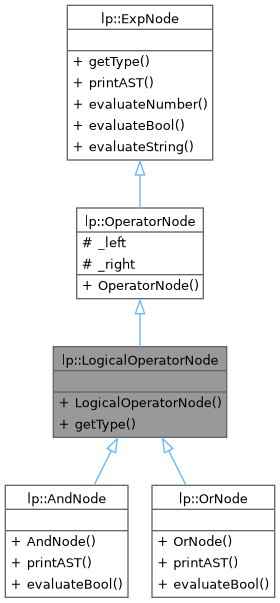 lp::ExpNode
+ getType()
+ printAST()
+ evaluateNumber()
+ evaluateBool()
+ evaluateString()
lp::OperatorNode
# _left
# _right
+ OperatorNode()
lp::LogicalOperatorNode
+ LogicalOperatorNode()
+ getType()
lp::AndNode
+ AndNode()
+ printAST()
+ evaluateBool()
lp::OrNode
+ OrNode()
+ printAST()
+ evaluateBool()